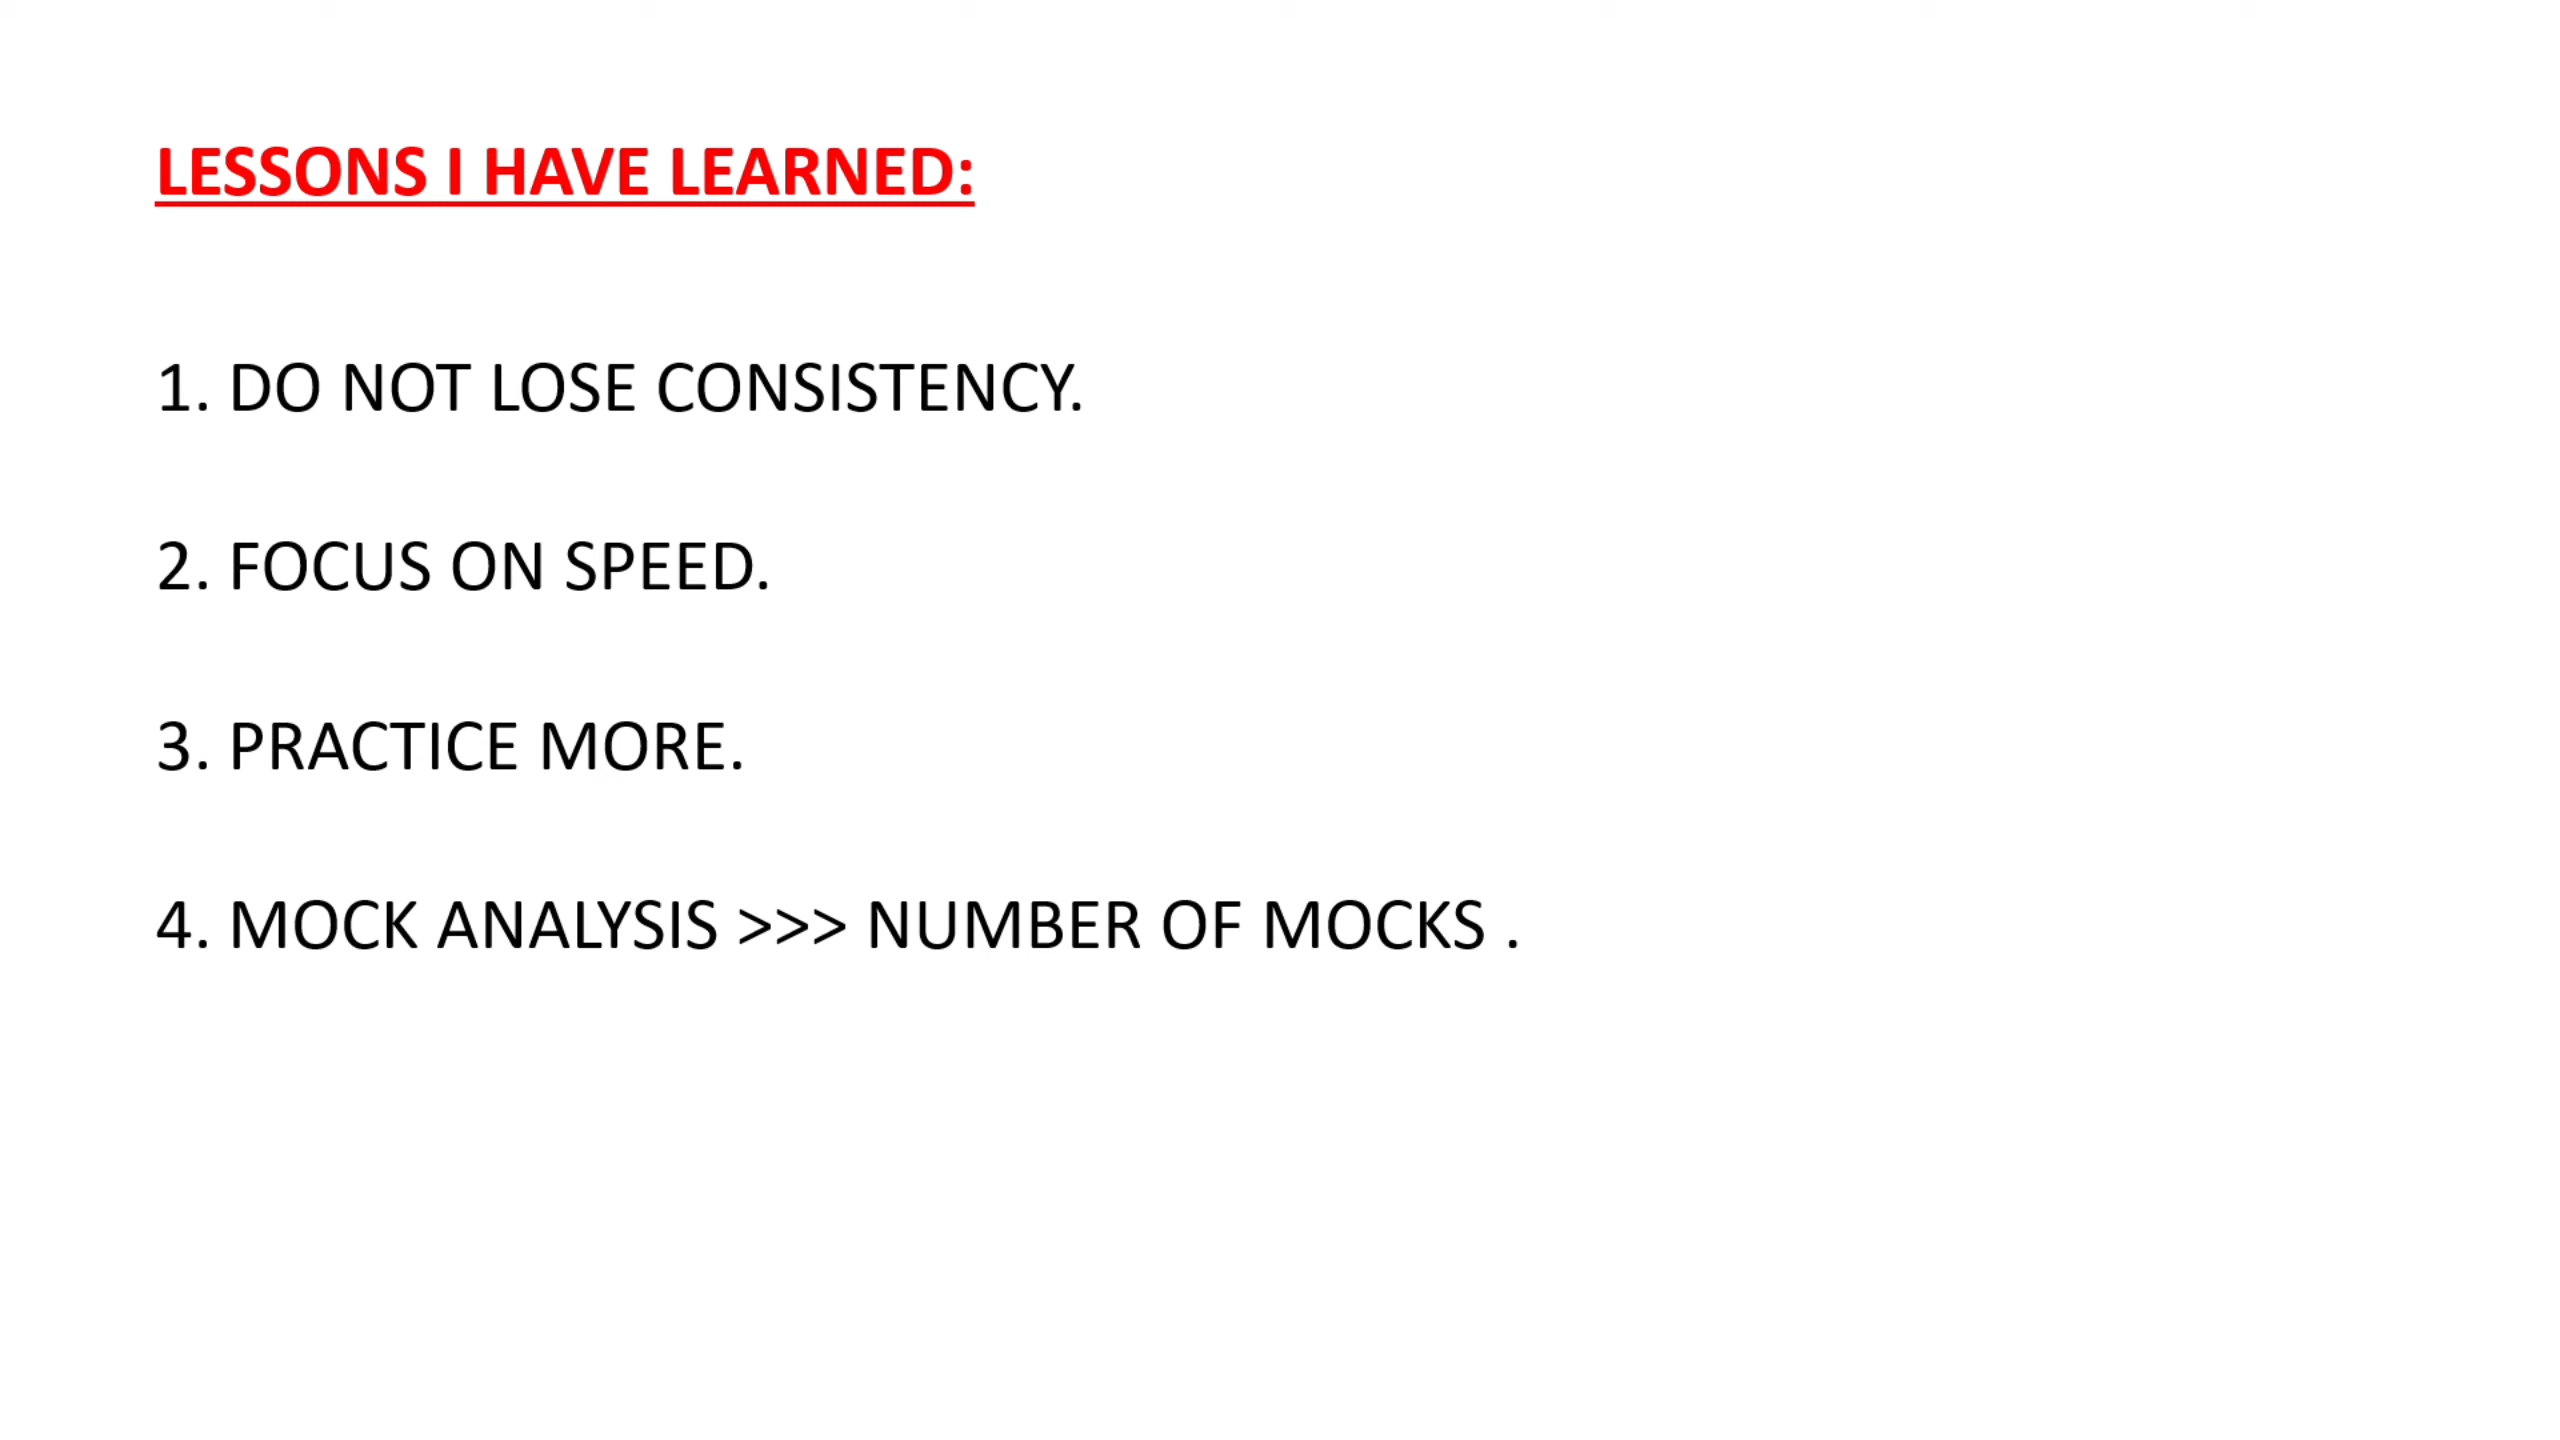 LESSONS I HAVE LEARNED:
1. DO NOT LOSE CONSISTENCY.
2. FOCUS ON SPEED.
3. PRACTICE MORE.
4. MOCK ANALYSIS >>> NUMBER OF MOCKS .